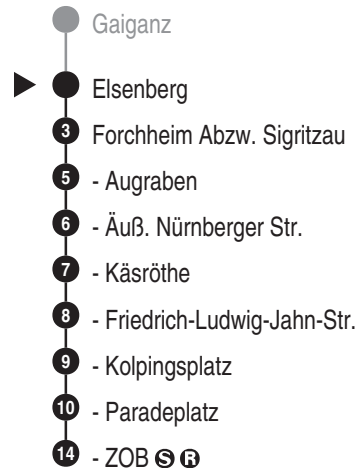 Gaiganz
Elsenberg
3 Forchheim Abzw. Sigritzau
5 - Augraben
6 - Äuß. Nürnberger Str.
7 - Käsröthe
8 - Friedrich-Ludwig-Jahn-Str.
9 - Kolpingsplatz
10 - Paradeplatz
14 - ZOB S R